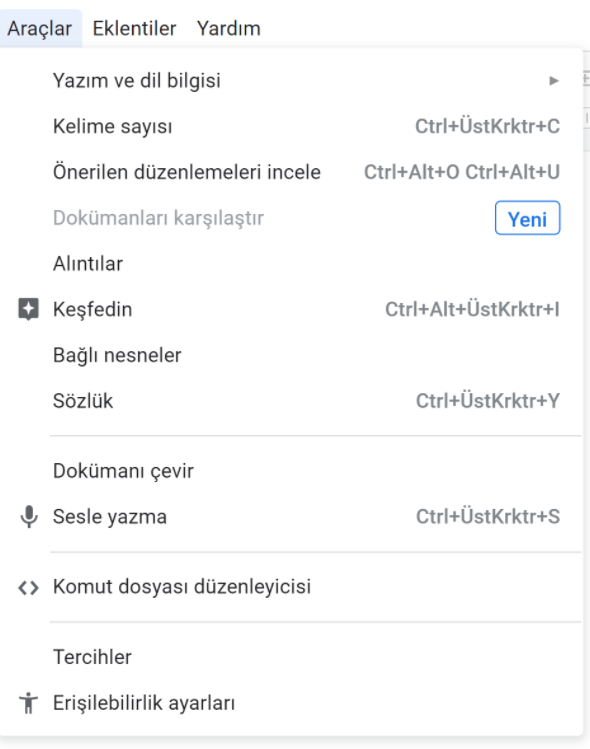 Araçlar Eklentiler Yardım
Yazım ve dil bilgisi
Kelime sayısı Ctrl+ÜstKrktr+C
Önerilen düzenlemeleri incele Ctrl+Alt+O Ctrl+Alt+U
Dokümanları karşılaştır Yeni
Alıntılar
Keşfedin Ctrl+Alt+ÜstKrktr+I
Bağlı nesneler
Sözlük Ctrl+ÜstKrktr+Y
Dokümanı çevir
Sesle yazma Ctrl+ÜstKrktr+S
Komut dosyası düzenleyicisi
Tercihler
Erişilebilirlik ayarları